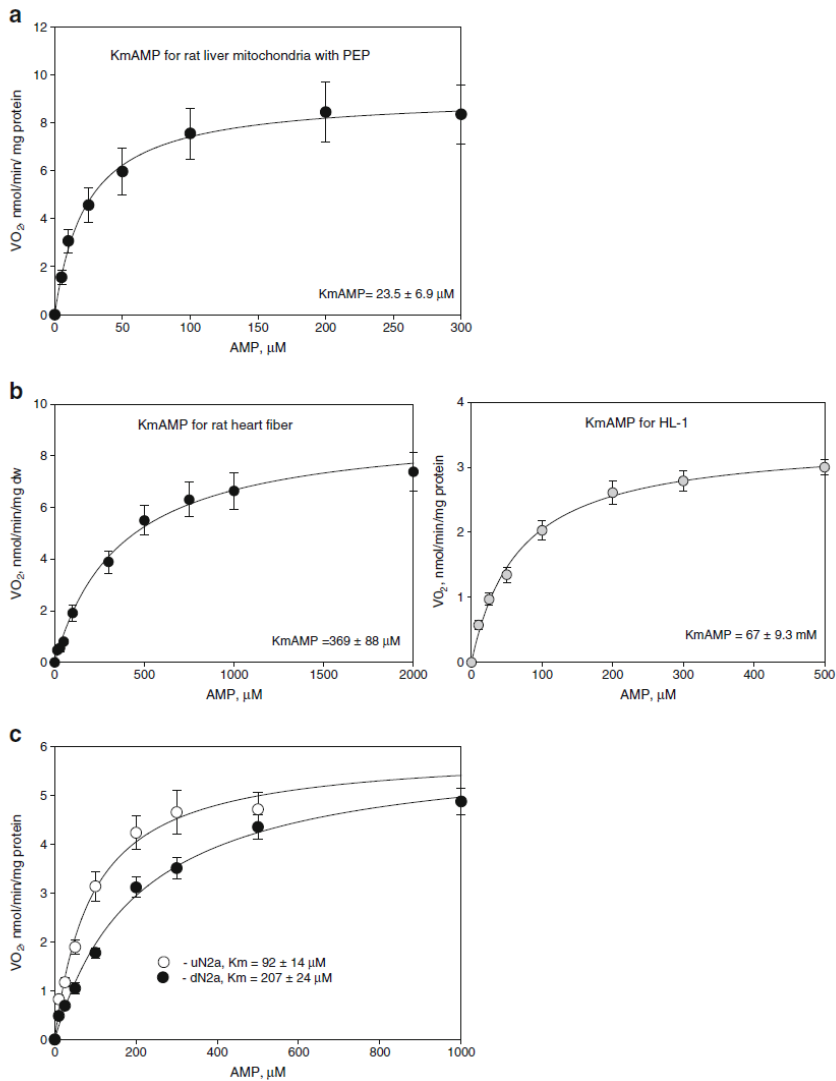 a
KmAMP for rat liver mitochondria with PEP
VO₂, nmol/min/ mg protein
12
10
8
6
4
2
0
KmAMP= 23.5 ± 6.9 µM
0 50 100 150 200 250 300
AMP, µM
b
KmAMP for rat heart fiber
VO₂, nmol/min/mg dw
10
8
6
4
2
0
KmAMP =369 ± 88 µM
0 500 1000 1500 2000
AMP, µM
KmAMP for HL-1
V0₂, nmol/min/mg protein
4
3
2
1
0
KmAMP = 67 ± 9.3 mM
0 100 200 300 400 500
AMP, µM
c
VO₂, nmol/min/mg protein
6
5
4
3
2
1
0
- uN2a, Km = 92 ± 14 µM
- dN2a, Km = 207 ± 24 µM
0 200 400 600 800 1000
AMP, µM